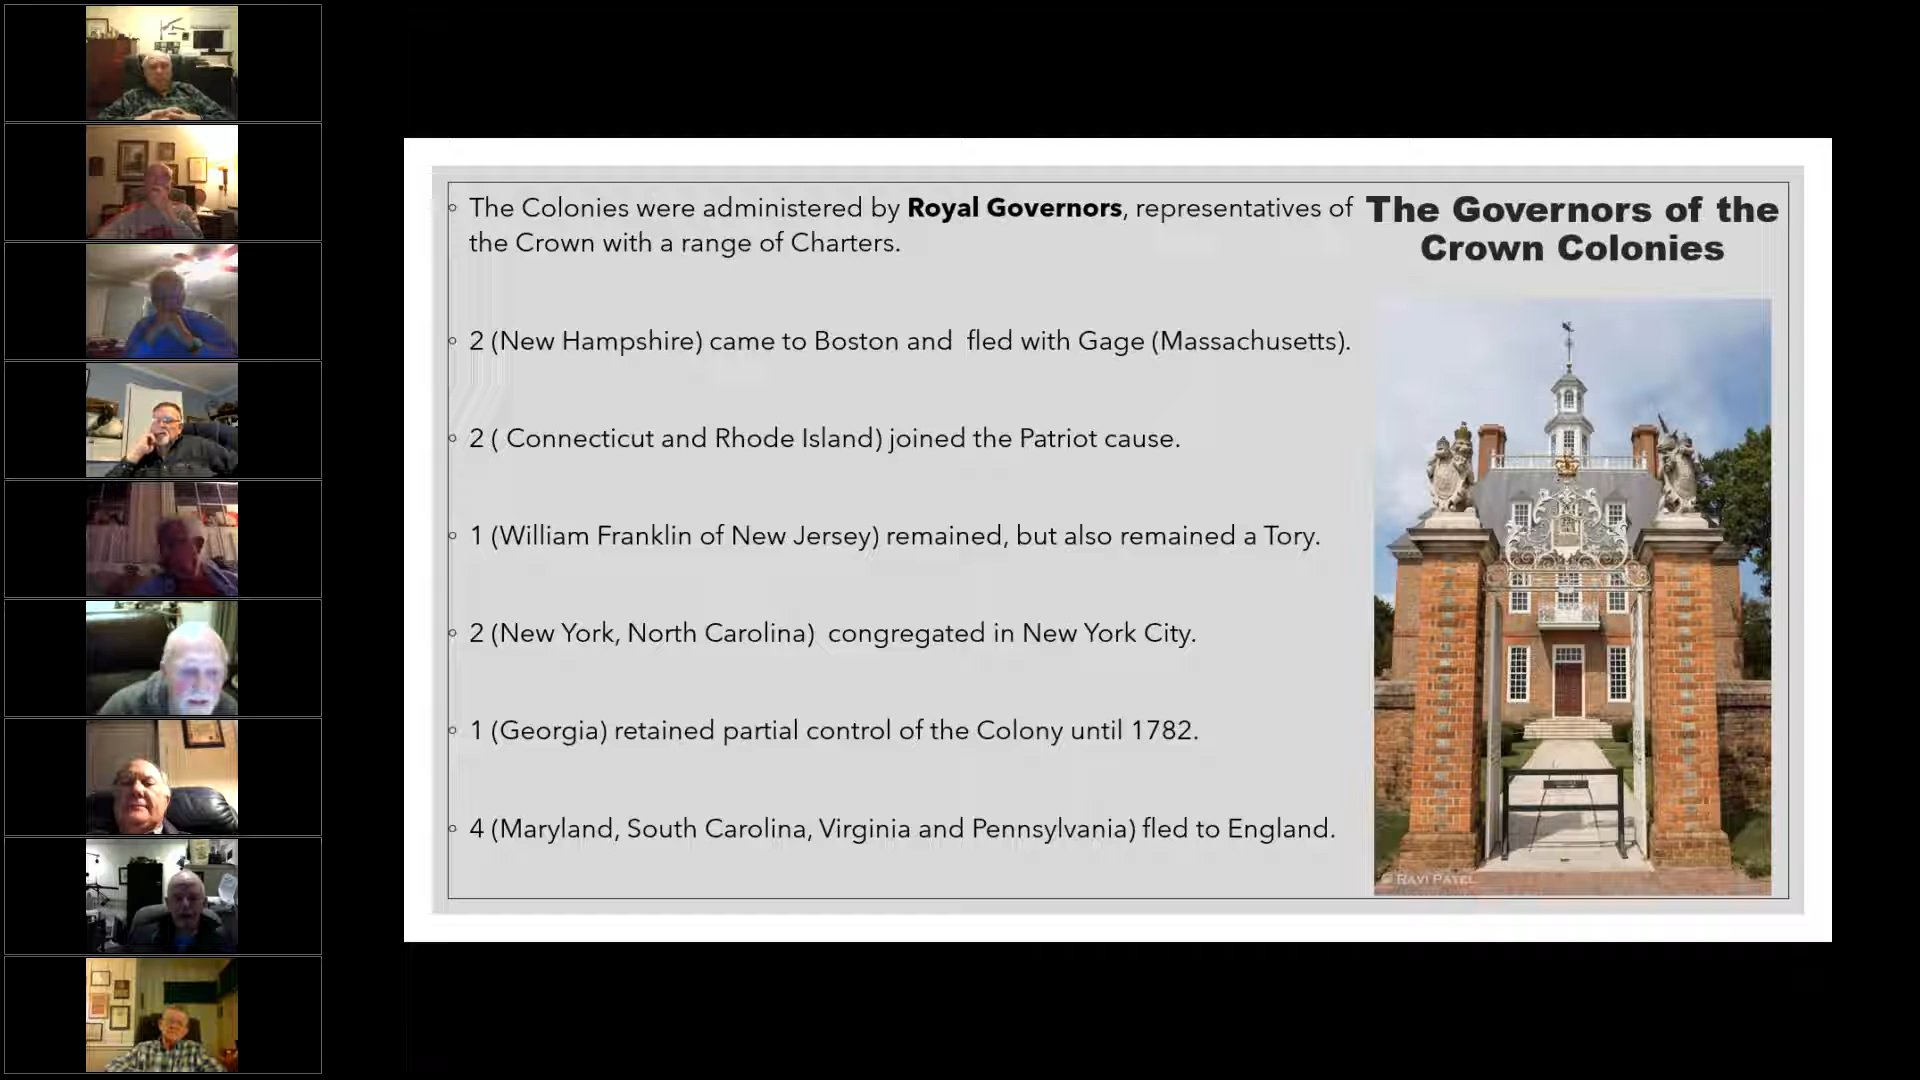 The Governors of the
Crown Colonies
The Colonies were administered by Royal Governors, representatives of
the Crown with a range of Charters.
2 (New Hampshire) came to Boston and  fled with Gage (Massachusetts).
2 ( Connecticut and Rhode Island) joined the Patriot cause.
1 (William Franklin of New Jersey) remained, but also remained a Tory.
2 (New York, North Carolina)  congregated in New York City.
1 (Georgia) retained partial control of the Colony until 1782.
4 (Maryland, South Carolina, Virginia and Pennsylvania) fled to England.
© RAVI PATEL